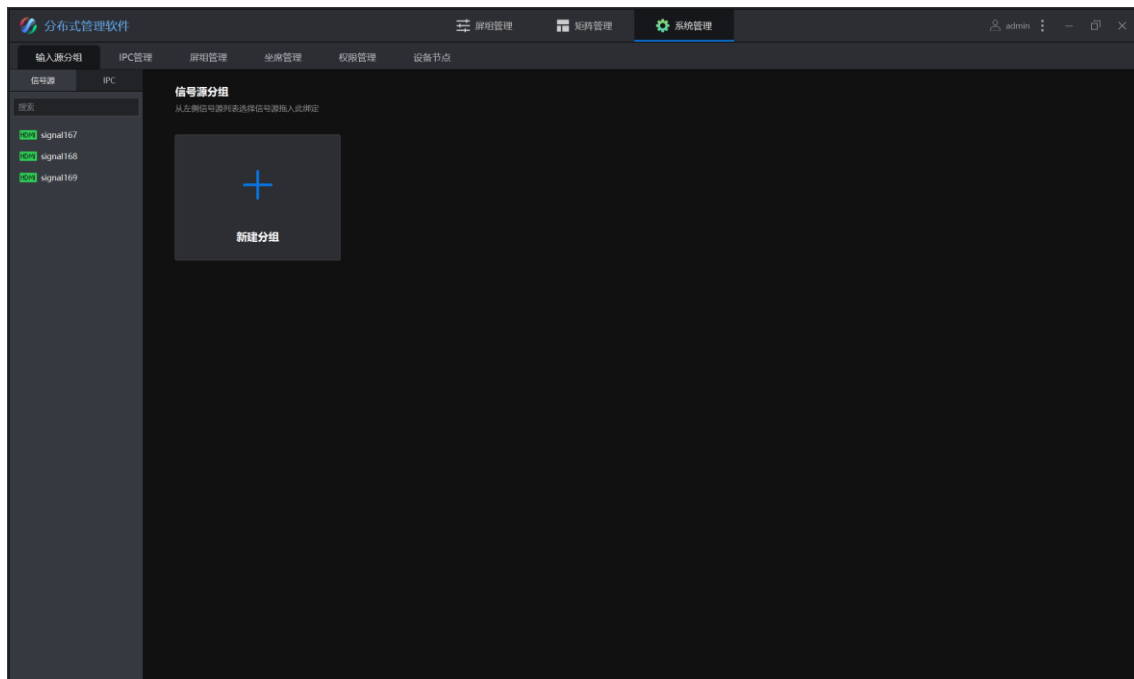 分布式管理软件
屏组管理
矩阵管理
系统管理
admin
输入源分组
IPC管理
屏组管理
坐席管理
权限管理
设备节点
信号源
IPC
搜索
信号源分组
从左侧信号源列表选择信号源拖入此绑定
HDMI signal167
HDMI signal168
HDMI signal169
新建分组